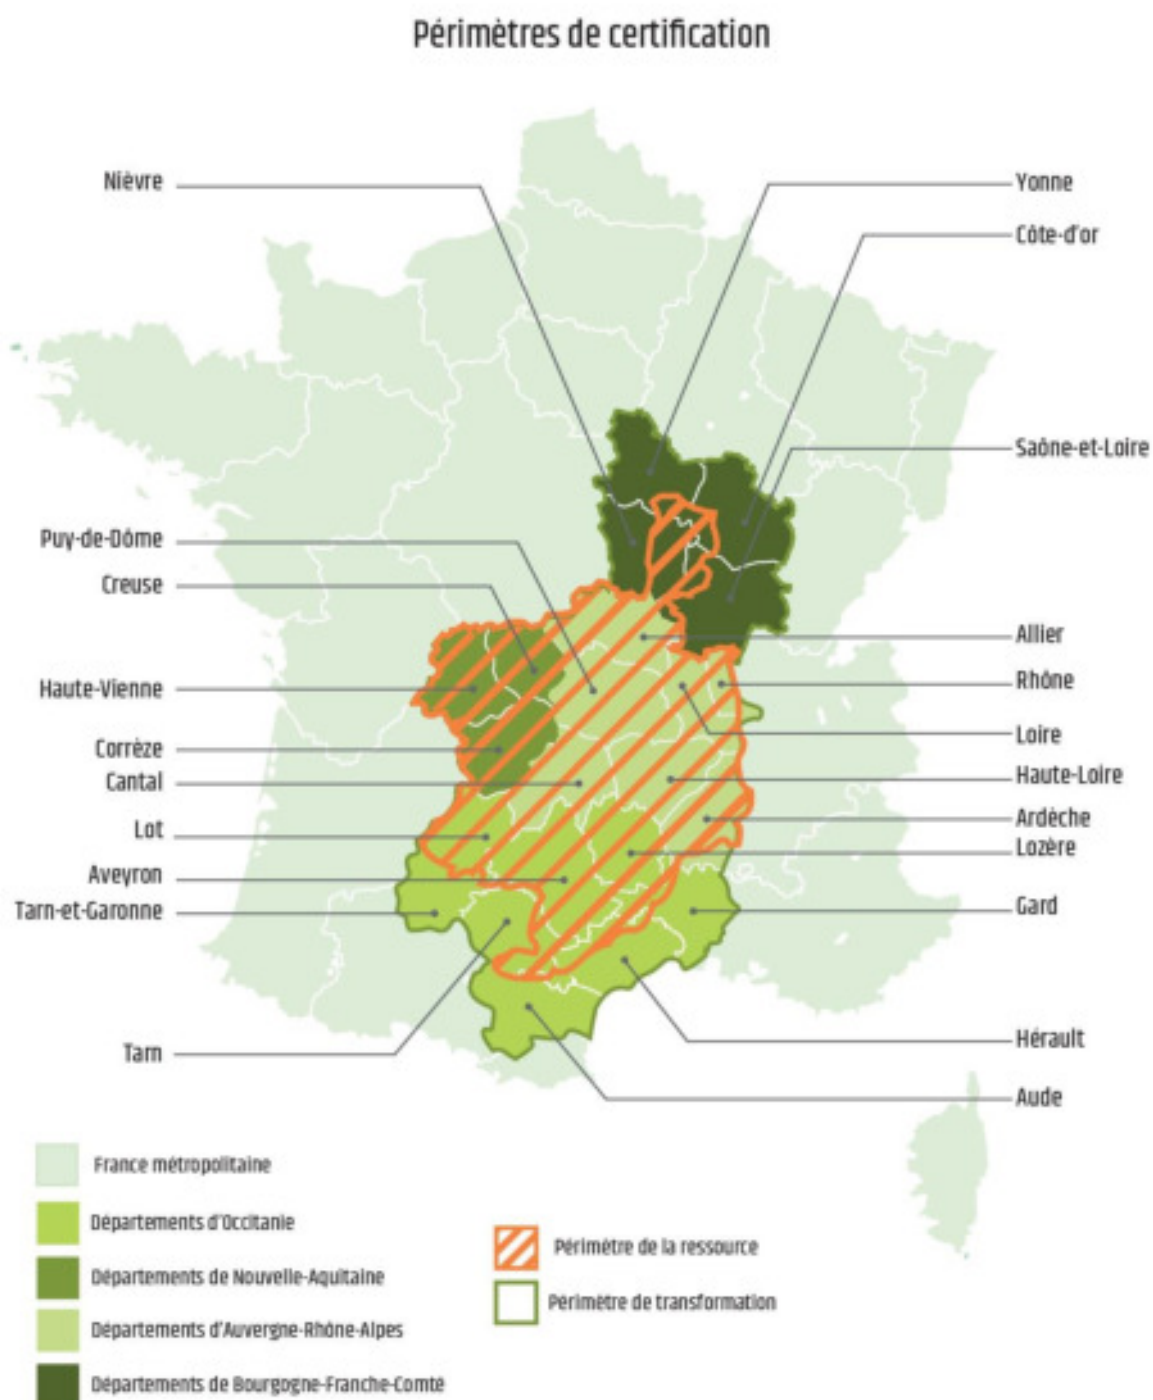 Périmètres de certification
Nièvre
Yonne
Côte-d'or
Saône-et-Loire
Puy-de-Dôme
Creuse
Allier
Haute-Vienne
Rhône
Corrèze
Loire
Cantal
Haute-Loire
Lot
Ardèche
Lozère
Aveyron
Tarn-et-Garonne
Gard
Tarn
Hérault
Aude
France métropolitaine
Départements d'Occitanie
Départements de Nouvelle-Aquitaine
Départements d'Auvergne-Rhône-Alpes
Départements de Bourgogne-Franche-Comté
Périmètre de la ressource
Périmètre de transformation